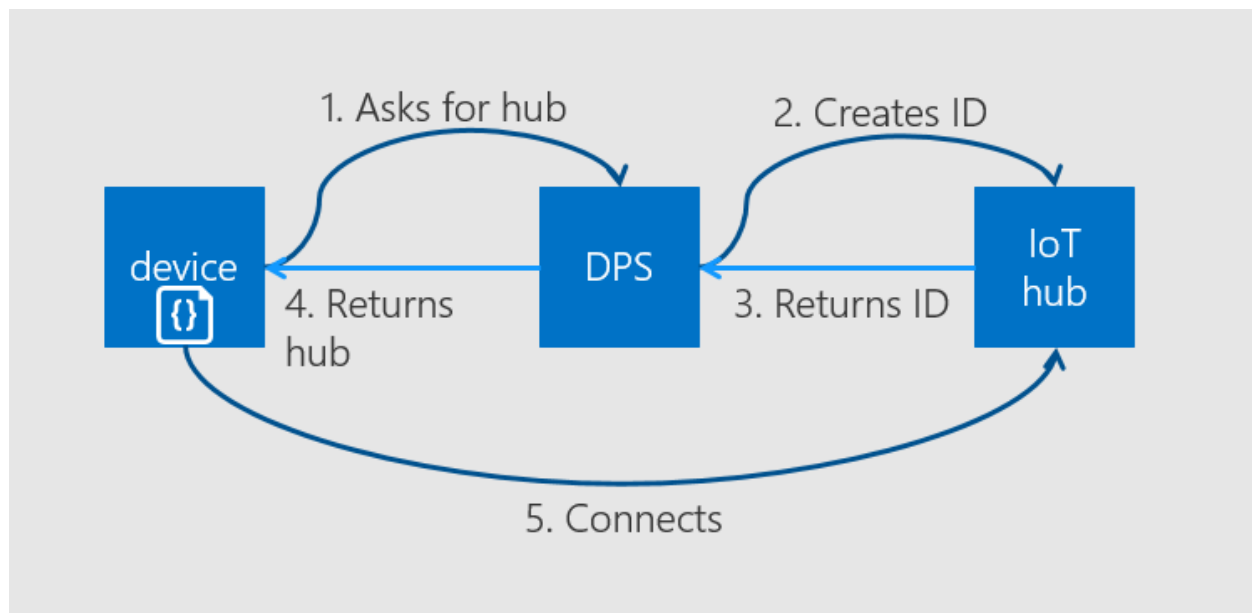 1. Asks for hub
2. Creates ID
device
{}
DPS
IoT
hub
4. Returns
hub
3. Returns ID
5. Connects